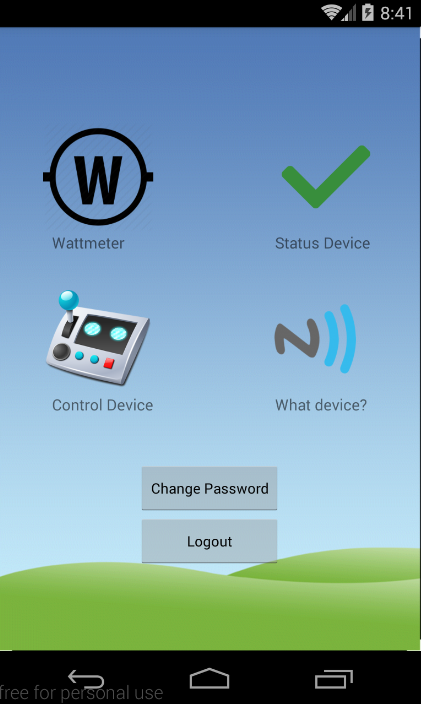 8:41
W
Wattmeter
Status Device
Control Device
What device?
Change Password
Logout
free for personal use